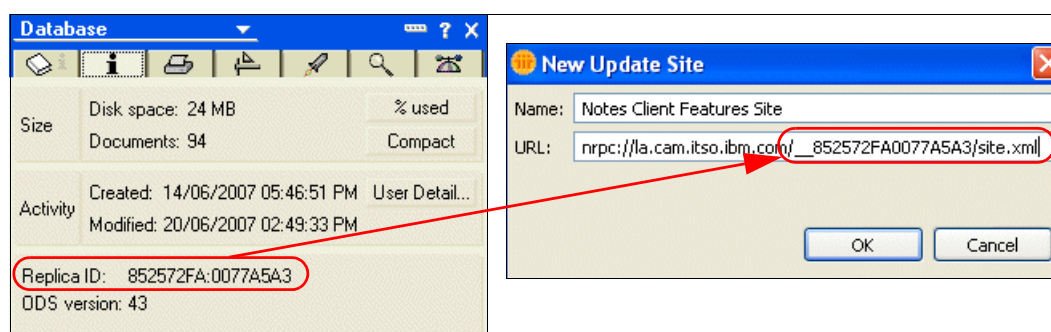 Database
Size
Disk space: 24 MB
% used
Documents: 94
Compact
Activity
Created: 14/06/2007 05:46:51 PM
User Detail...
Modified: 20/06/2007 02:49:33 PM
Replica ID: 852572FA:0077A5A3
ODS version: 43
New Update Site
Name: Notes Client Features Site
URL: nrpc://la.cam.itso.ibm.com/__852572FA0077A5A3/site.xml
OK
Cancel